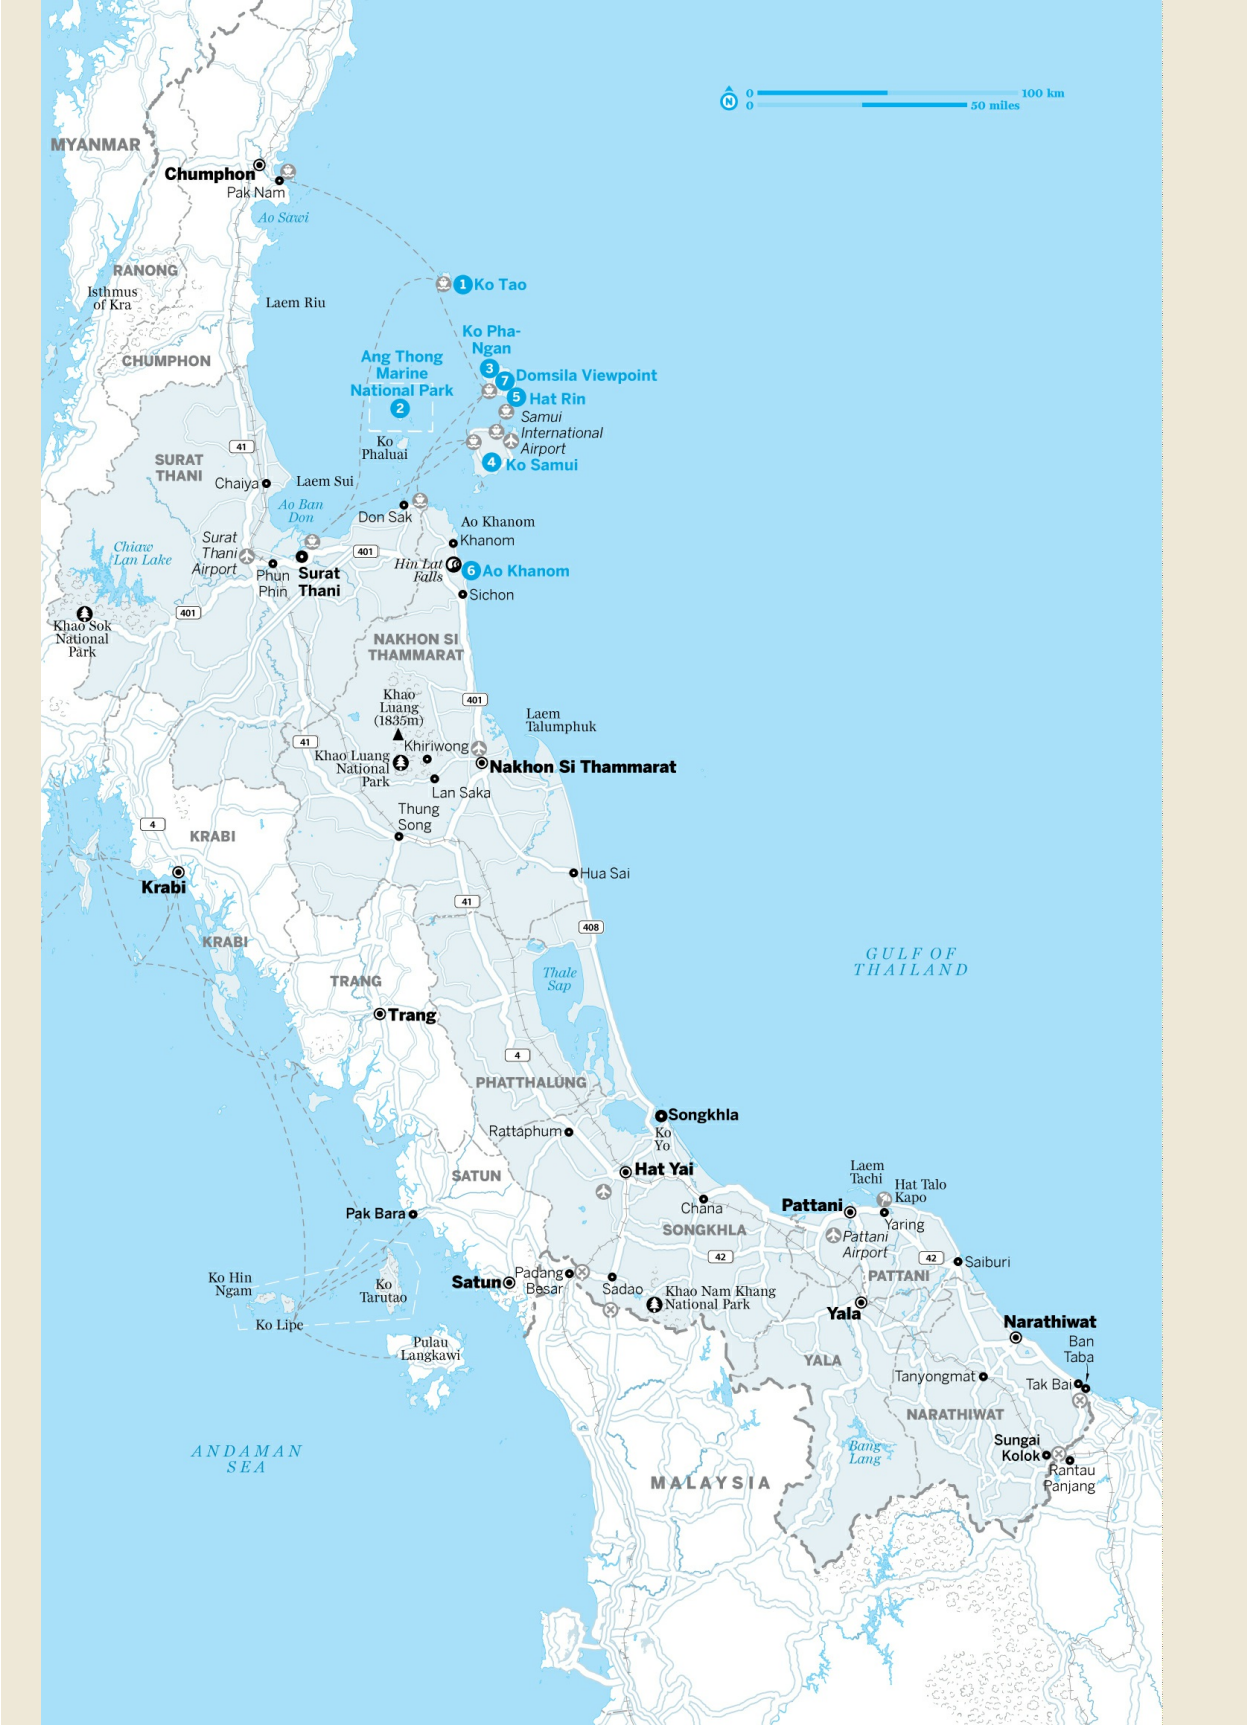 0
100 km
N
0
50 miles
MYANMAR
Chumphon
Pak Nam
Ao Sawi
RANONG
Isthmus
of Kra
Laem Riu
1
Ko Tao
CHUMPHON
Ko Pha-
Ngan
Ang Thong
Marine
National Park
2
3
7
Domsila Viewpoint
5
Hat Rin
Samui
International
Airport
Ko
Phaluai
41
SURAT
THANI
4
Ko Samui
Chaiya
Laem Sui
Ao Ban
Don
Don Sak
Ao Khanom
Khanom
Surat
Thani
Airport
Chiaw
Lan Lake
401
Hin Lat
Falls
6
Ao Khanom
Phun
Phin
Surat
Thani
Sichon
401
Khao Sok
National
Park
NAKHON SI
THAMMARAT
Khao
Luang
(1835m)
401
Laem
Talumphuk
41
Khiriwong
Khao Luang
National
Park
Nakhon Si Thammarat
Lan Saka
Thung
Song
4
KRABI
Hua Sai
Krabi
41
408
KRABI
GULF OF
THAILAND
TRANG
Thale
Sap
Trang
4
PHATTHALUNG
Songkhla
Rattaphum
Ko
Yo
Hat Yai
SATUN
Laem
Tachi
Hat Talo
Kapo
Pak Bara
Chana
Pattani
Yaring
SONGKHLA
Pattani
Airport
42
42
Saiburi
PATTANI
Ko Hin
Ngam
Ko
Tarutao
Satun
Padang
Besar
Sadao
Khao Nam Khang
National Park
Yala
Ko Lipe
Narathiwat
Ban
Taba
Pulau
Langkawi
YALA
Tanyongmat
Tak Bai
NARATHIWAT
ANDAMAN
SEA
Bang
Lang
Sungai
Kolok
MALAYSIA
Rantau
Panjang